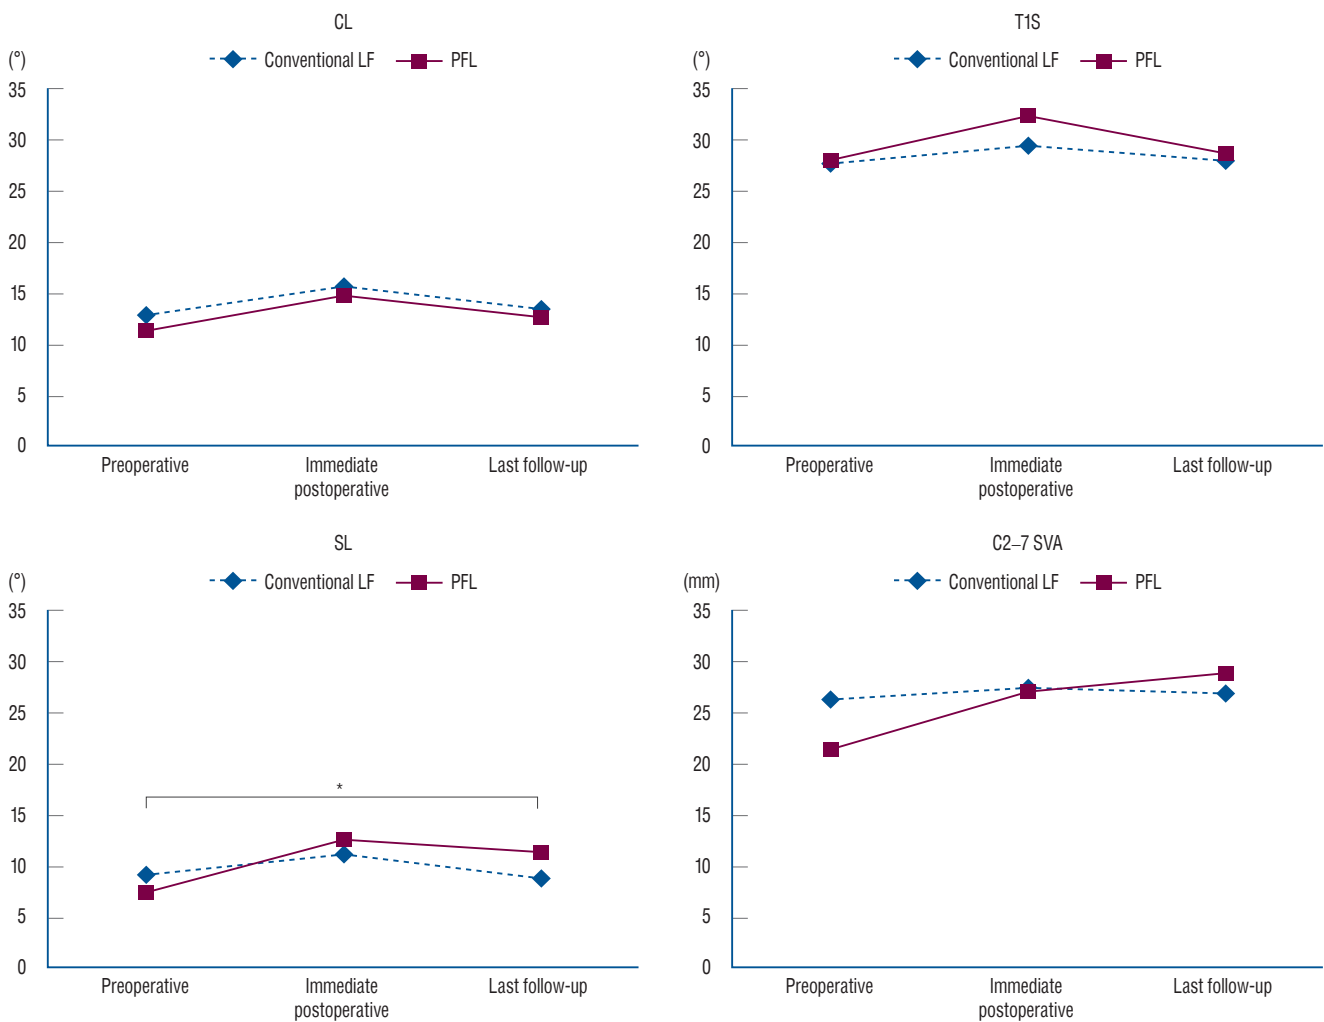 CL
(°)
Conventional LF
PFL
35
30
25
20
15
10
5
0
Preoperative
Immediate
postoperative
Last follow-up
T1S
(°)
Conventional LF
PFL
35
30
25
20
15
10
5
0
Preoperative
Immediate
postoperative
Last follow-up
SL
(°)
Conventional LF
PFL
35
30
25
20
15
10
5
0
*
Preoperative
Immediate
postoperative
Last follow-up
C2–7 SVA
(mm)
Conventional LF
PFL
35
30
25
20
15
10
5
0
Preoperative
Immediate
postoperative
Last follow-up